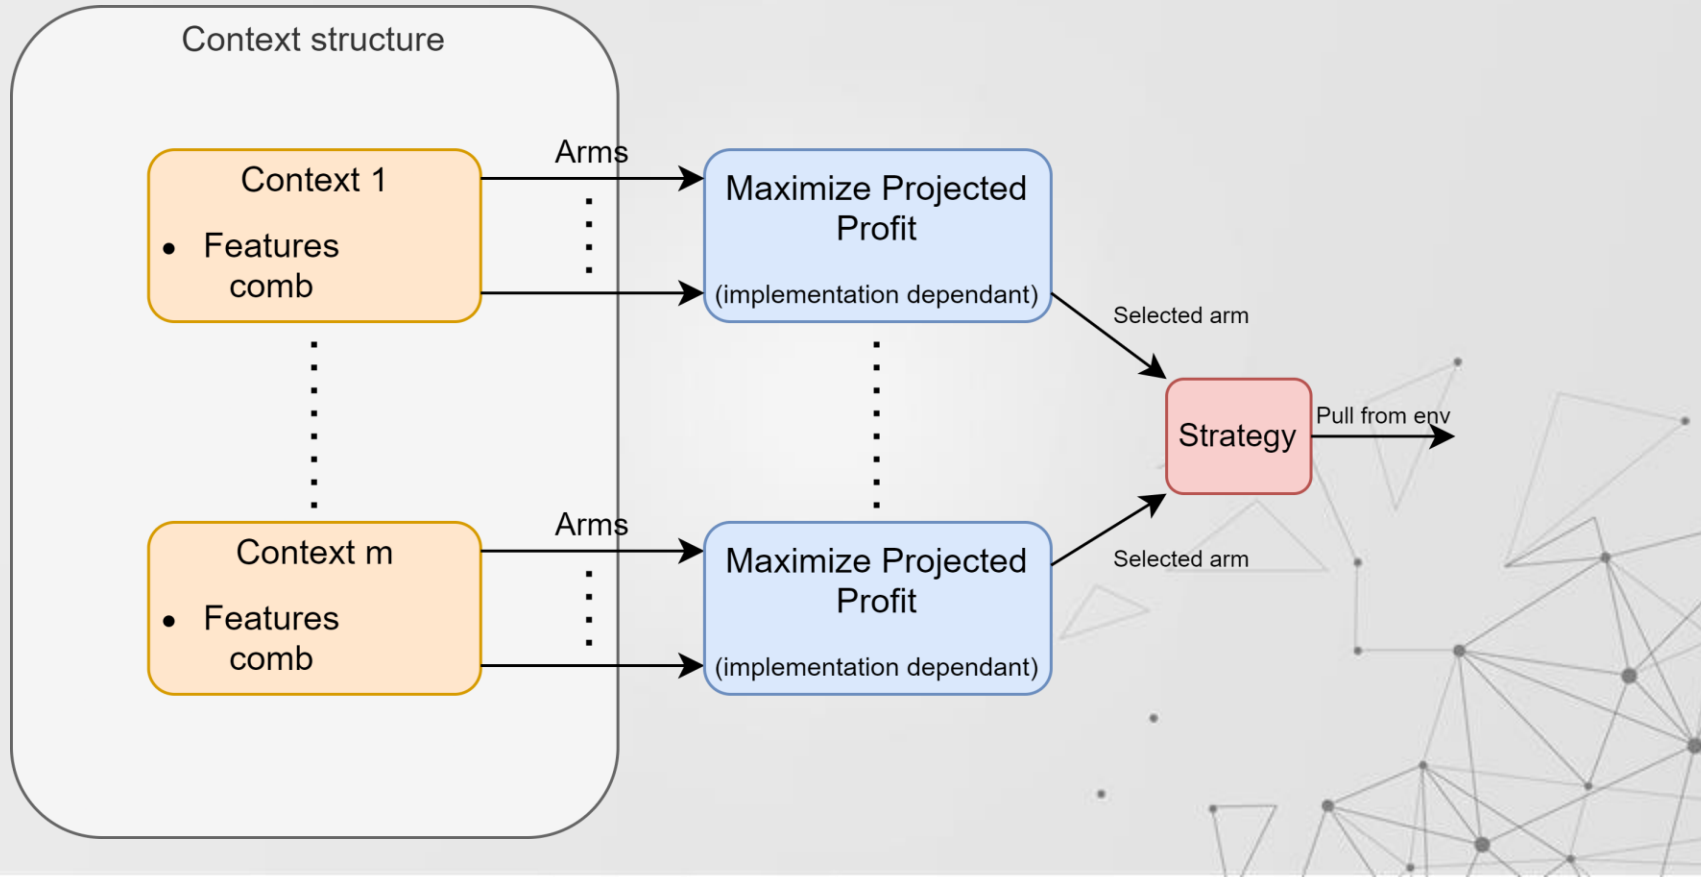 Context structure
Context 1
• Features
comb
Arms
Maximize Projected
Profit
(implementation dependant)
Selected arm
Strategy
Pull from env
Context m
• Features
comb
Arms
Maximize Projected
Profit
(implementation dependant)
Selected arm